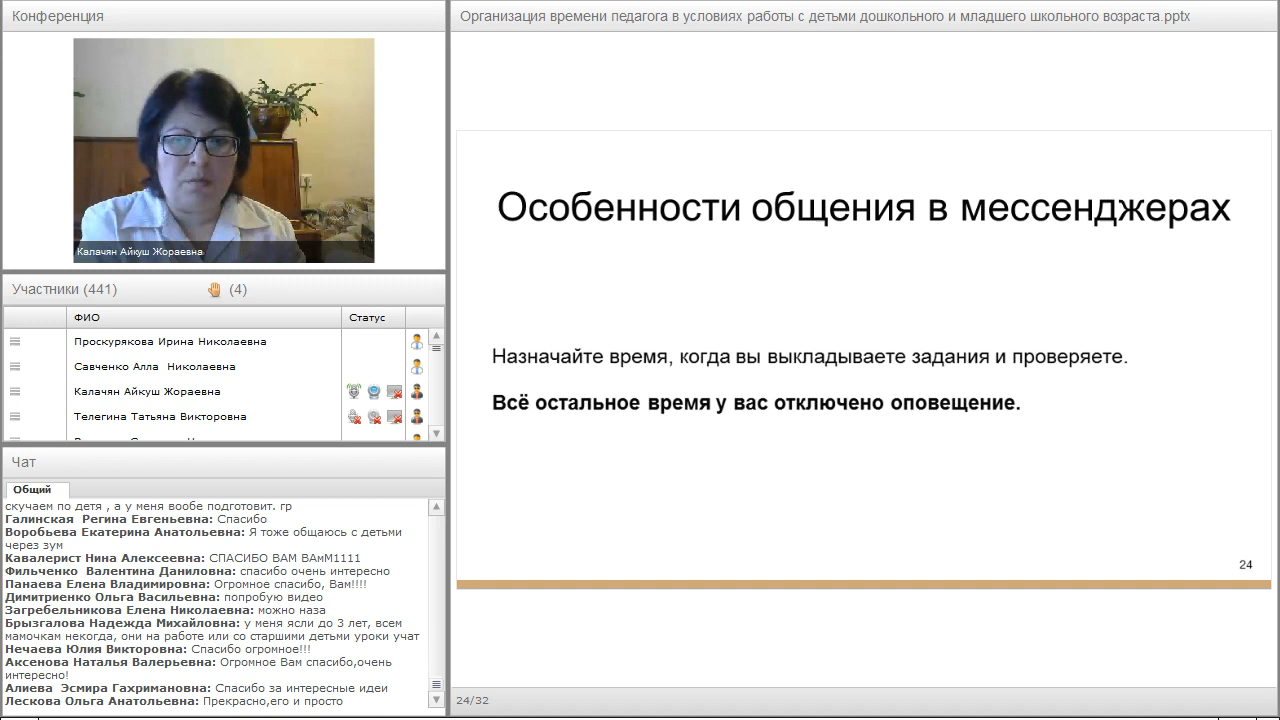 Конференция
Калачян Айкуш Жораевна
Участники (441)
(4)
ФИО
Статус
Проскурякова Ирина Николаевна
Савченко Алла Николаевна
Калачян Айкуш Жораевна
Телегина Татьяна Викторовна
Чат
Общий
скучаем по детя , а у меня вообе подготовит. гр
Галинская Регина Евгеньевна: Спасибо
Воробьева Екатерина Анатольевна: Я тоже общаюсь с детьми
через зум
Кавалерист Нина Алексеевна: СПАСИБО ВАМ ВАмМ1111
Фильченко Валентина Даниловна: спасибо очень интересно
Панаева Елена Владимировна: Огромное спасибо, Вам!!!!
Димитриенко Ольга Васильевна: попробую видео
Загребельникова Елена Николаевна: можно наза
Брызгалова Надежда Михайловна: у меня ясли до 3 лет, всем
мамочкам некогда, они на работе или со старшими детьми уроки учат
Нечаева Юлия Викторовна: Спасибо огромное!!!
Аксенова Наталья Валерьевна: Огромное Вам спасибо,очень
интересно!
Алиева Эсмира Гахримановна: Спасибо за интересные идеи
Лескова Ольга Анатольевна: Прекрасно,его и просто
Организация времени педагога в условиях работы с детьми дошкольного и младшего школьного возраста.pptx
Особенности общения в мессенджерах
Назначайте время, когда вы выкладываете задания и проверяете.
Всё остальное время у вас отключено оповещение.
24
24/32